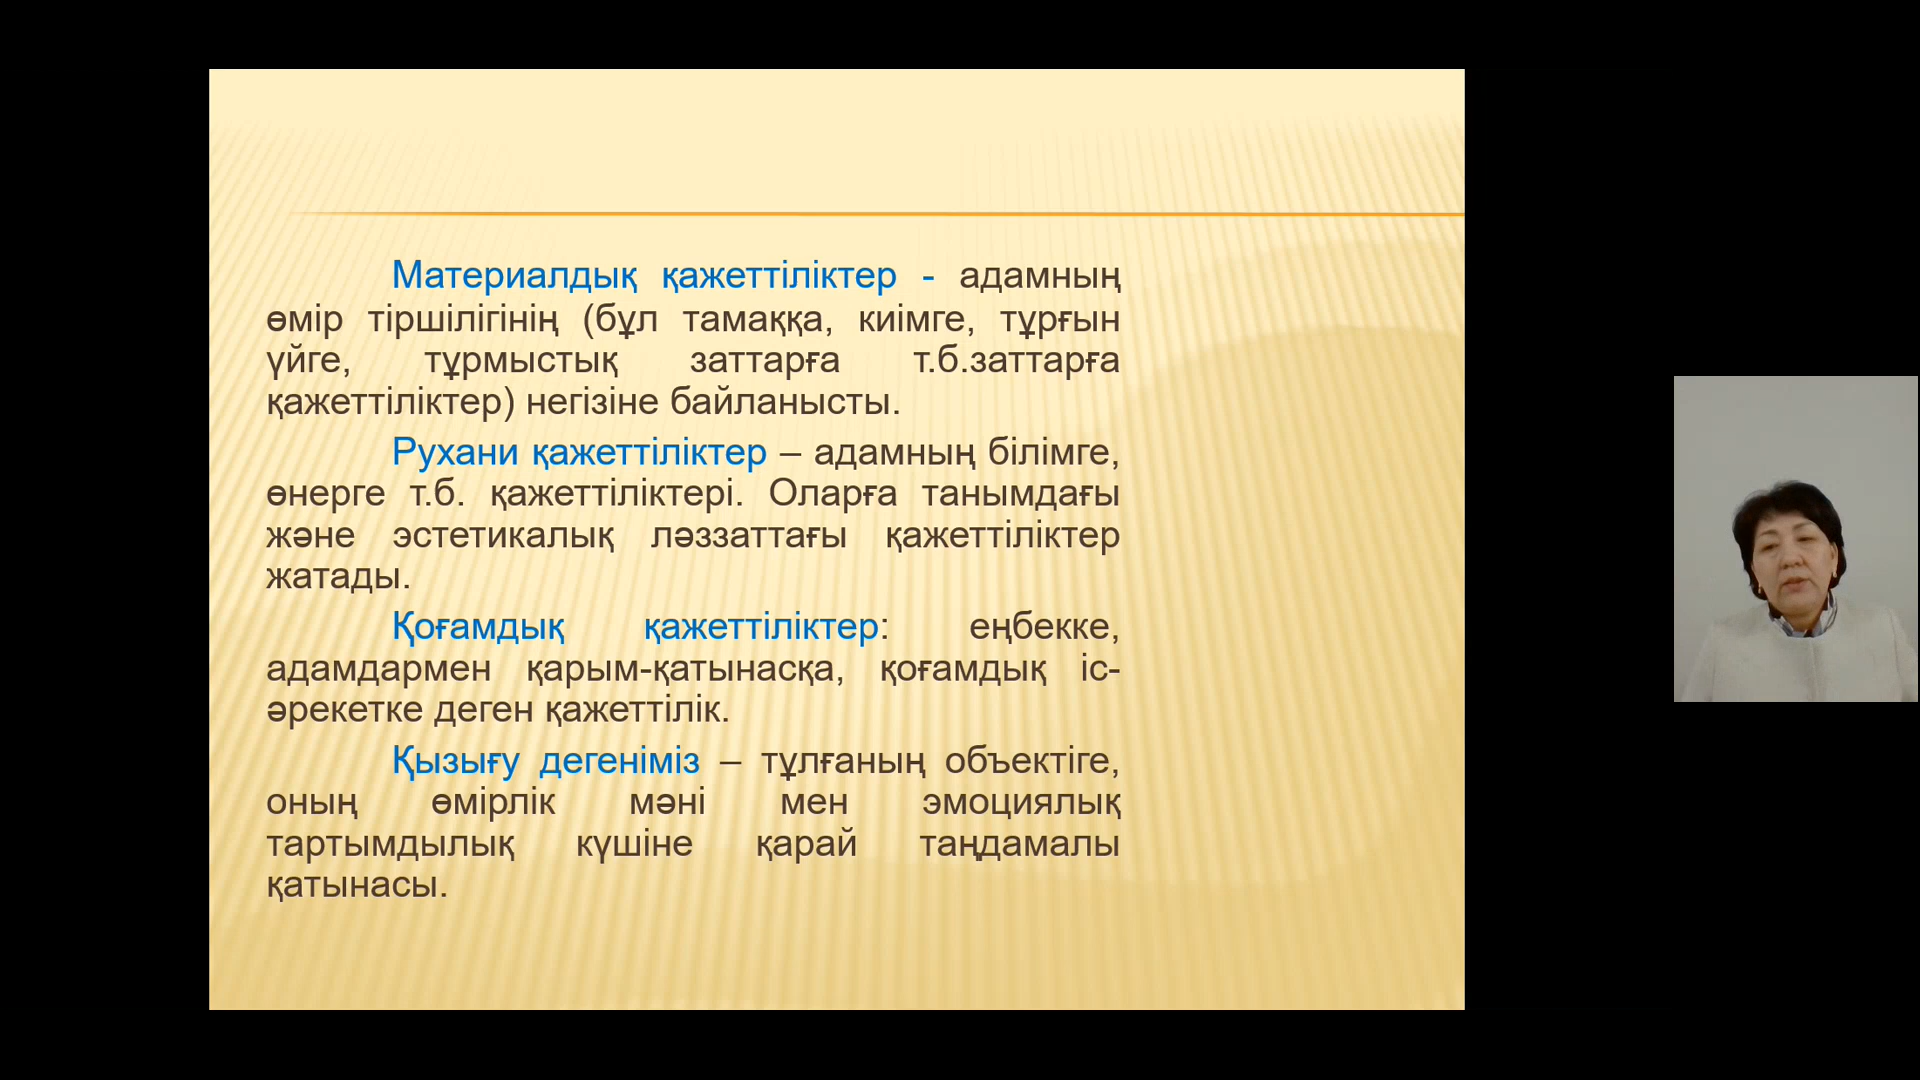 Материалдық қажеттіліктер - адамның
өмір тіршілігінің (бұл тамаққа, киімге, тұрғын
үйге, тұрмыстық заттарға т.б.заттарға
қажеттіліктер) негізіне байланысты.
Рухани қажеттіліктер – адамның білімге,
өнерге т.б. қажеттіліктері. Оларға танымдағы
және эстетикалық ләззаттағы қажеттіліктер
жатады.
Қоғамдық қажеттіліктер: еңбекке,
адамдармен қарым-қатынасқа, қоғамдық іс-
әрекетке деген қажеттілік.
Қызығу дегеніміз – тұлғаның объектіге,
оның өмірлік мәні мен эмоциялық
тартымдылық күшіне қарай таңдамалы
қатынасы.